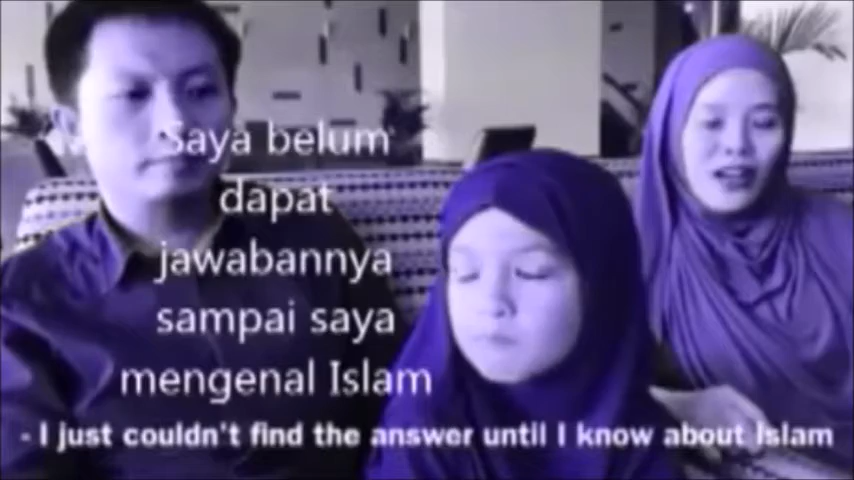 Saya belum
dapat
jawabannya
sampai saya
mengenal Islam
- I just couldn't find the answer until I know about Islam